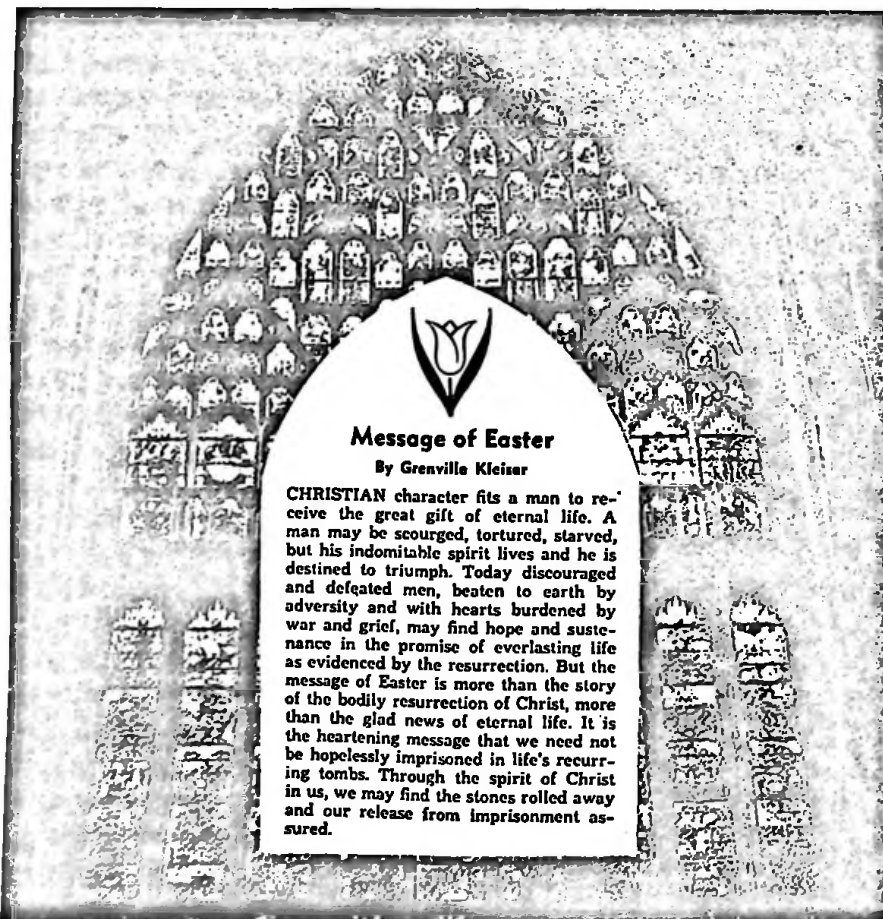 Message of Easter
By Grenville Kleiser
CHRISTIAN character fits a man to re-
ceive the great gift of eternal life. A
man may be scourged, tortured, starved,
but his indomitable spirit lives and he is
destined to triumph. Today discouraged
and defeated men, beaten to earth by
adversity and with hearts burdened by
war and grief, may find hope and suste-
nance in the promise of everlasting life
as evidenced by the resurrection. But the
message of Easter is more than the story
of the bodily resurrection of Christ, more
than the glad news of eternal life. It is
the heartening message that we need not
be hopelessly imprisoned in life's recurr-
ing tombs. Through the spirit of Christ
in us, we may find the stones rolled away
and our release from imprisonment as-
sured.